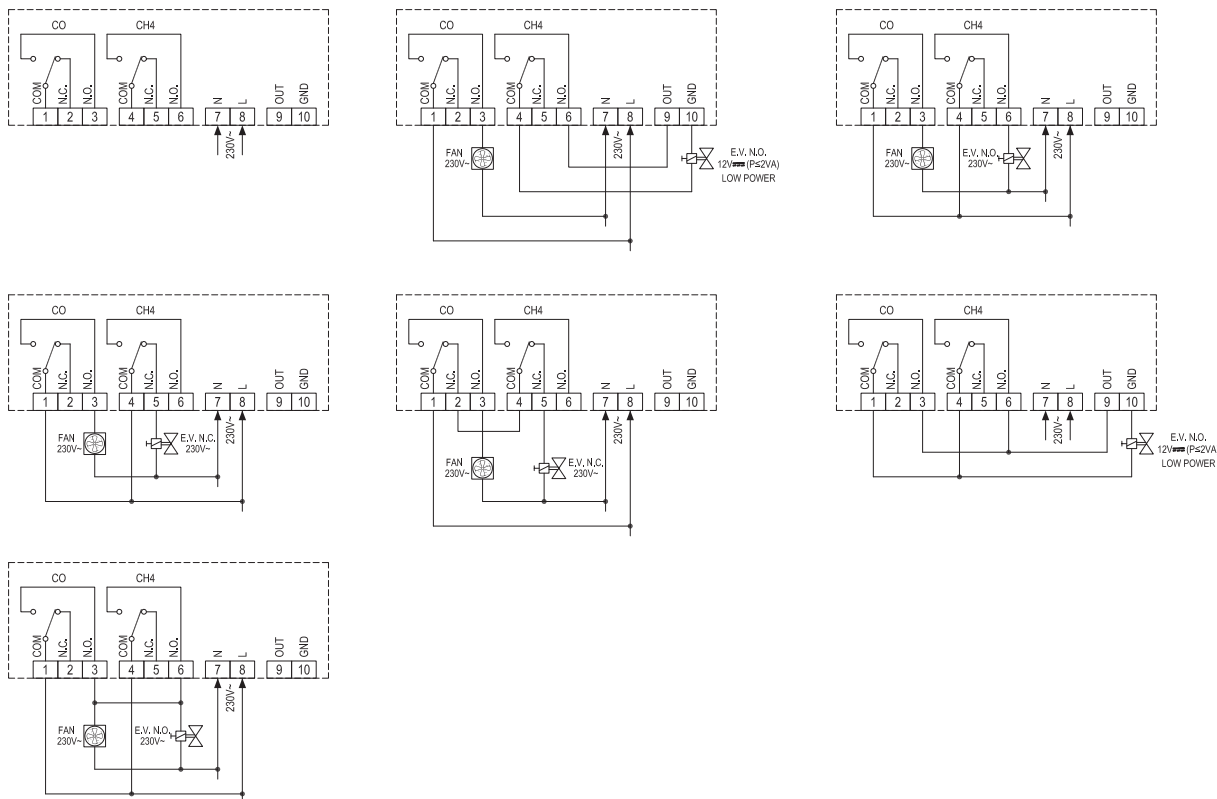 CO CH4
COM N.C. N.O. COM N.C. N.O. N L OUT GND
1 2 3 4 5 6 7 8 9 10
230V~
CO CH4
COM N.C. N.O. COM N.C. N.O. N L OUT GND
1 2 3 4 5 6 7 8 9 10
230V~
FAN
230V~
E.V. N.O.
12V (P≤2VA)
LOW POWER
CO CH4
COM N.C. N.O. COM N.C. N.O. N L OUT GND
1 2 3 4 5 6 7 8 9 10
230V~
FAN
230V~
E.V. N.O.
230V~
CO CH4
COM N.C. N.O. COM N.C. N.O. N L OUT GND
1 2 3 4 5 6 7 8 9 10
230V~
FAN
230V~
E.V. N.C.
230V~
CO CH4
COM N.C. N.O. COM N.C. N.O. N L OUT GND
1 2 3 4 5 6 7 8 9 10
230V~
FAN
230V~
E.V. N.C.
230V~
CO CH4
COM N.C. N.O. COM N.C. N.O. N L OUT GND
1 2 3 4 5 6 7 8 9 10
230V~
E.V. N.O.
12V (P≤2VA
LOW POWER
CO CH4
COM N.C. N.O. COM N.C. N.O. N L OUT GND
1 2 3 4 5 6 7 8 9 10
230V~
FAN
230V~
E.V. N.O.
230V~